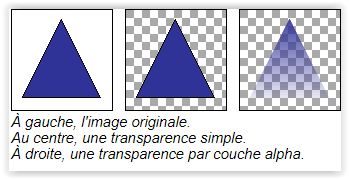 À gauche, l'image originale.
Au centre, une transparence simple.
À droite, une transparence par couche alpha.